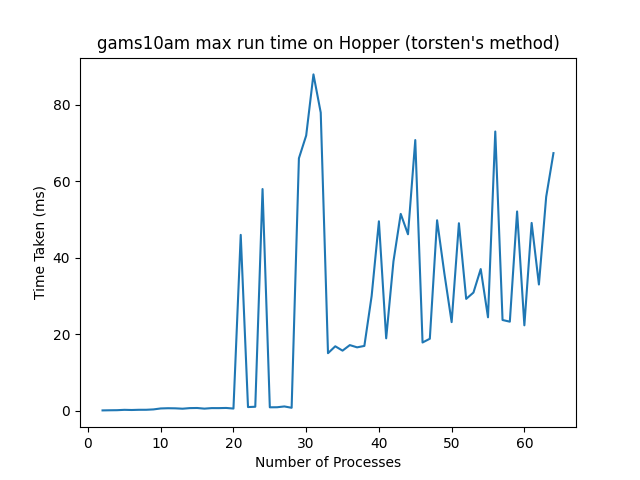 gams10am max run time on Hopper (torsten's method)
Time Taken (ms)
80
60
40
20
0
0 10 20 30 40 50 60
Number of Processes